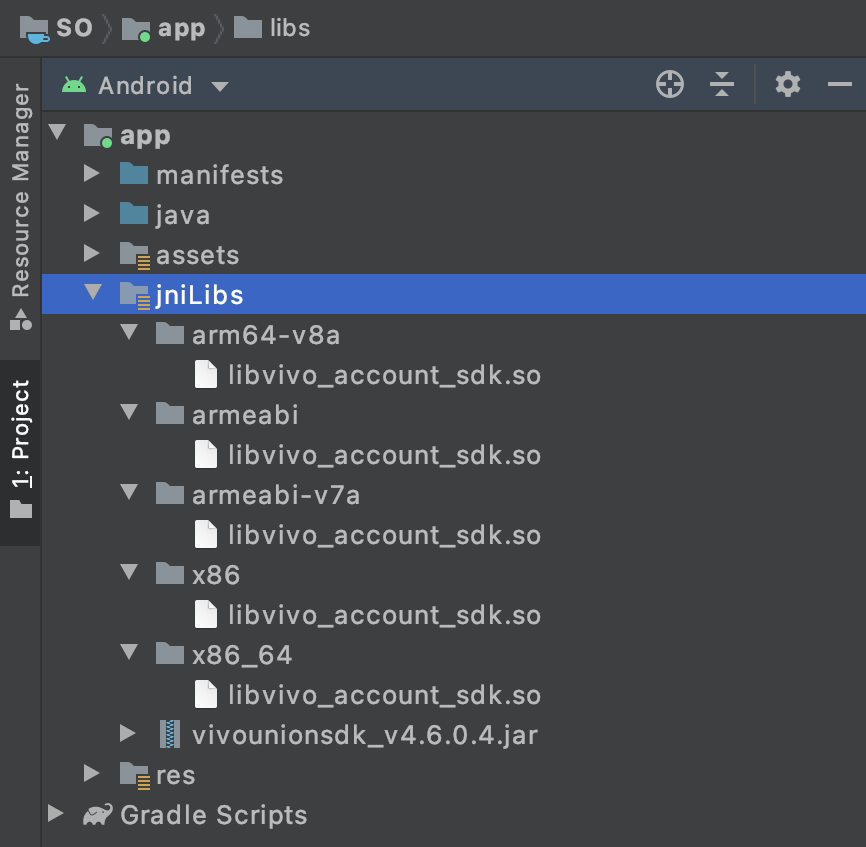 SO app libs
Android
Resource Manager
1: Project
app
manifests
java
assets
jniLibs
arm64-v8a
libvivo_account_sdk.so
armeabi
libvivo_account_sdk.so
armeabi-v7a
libvivo_account_sdk.so
x86
libvivo_account_sdk.so
x86_64
libvivo_account_sdk.so
vivounionsdk_v4.6.0.4.jar
res
Gradle Scripts